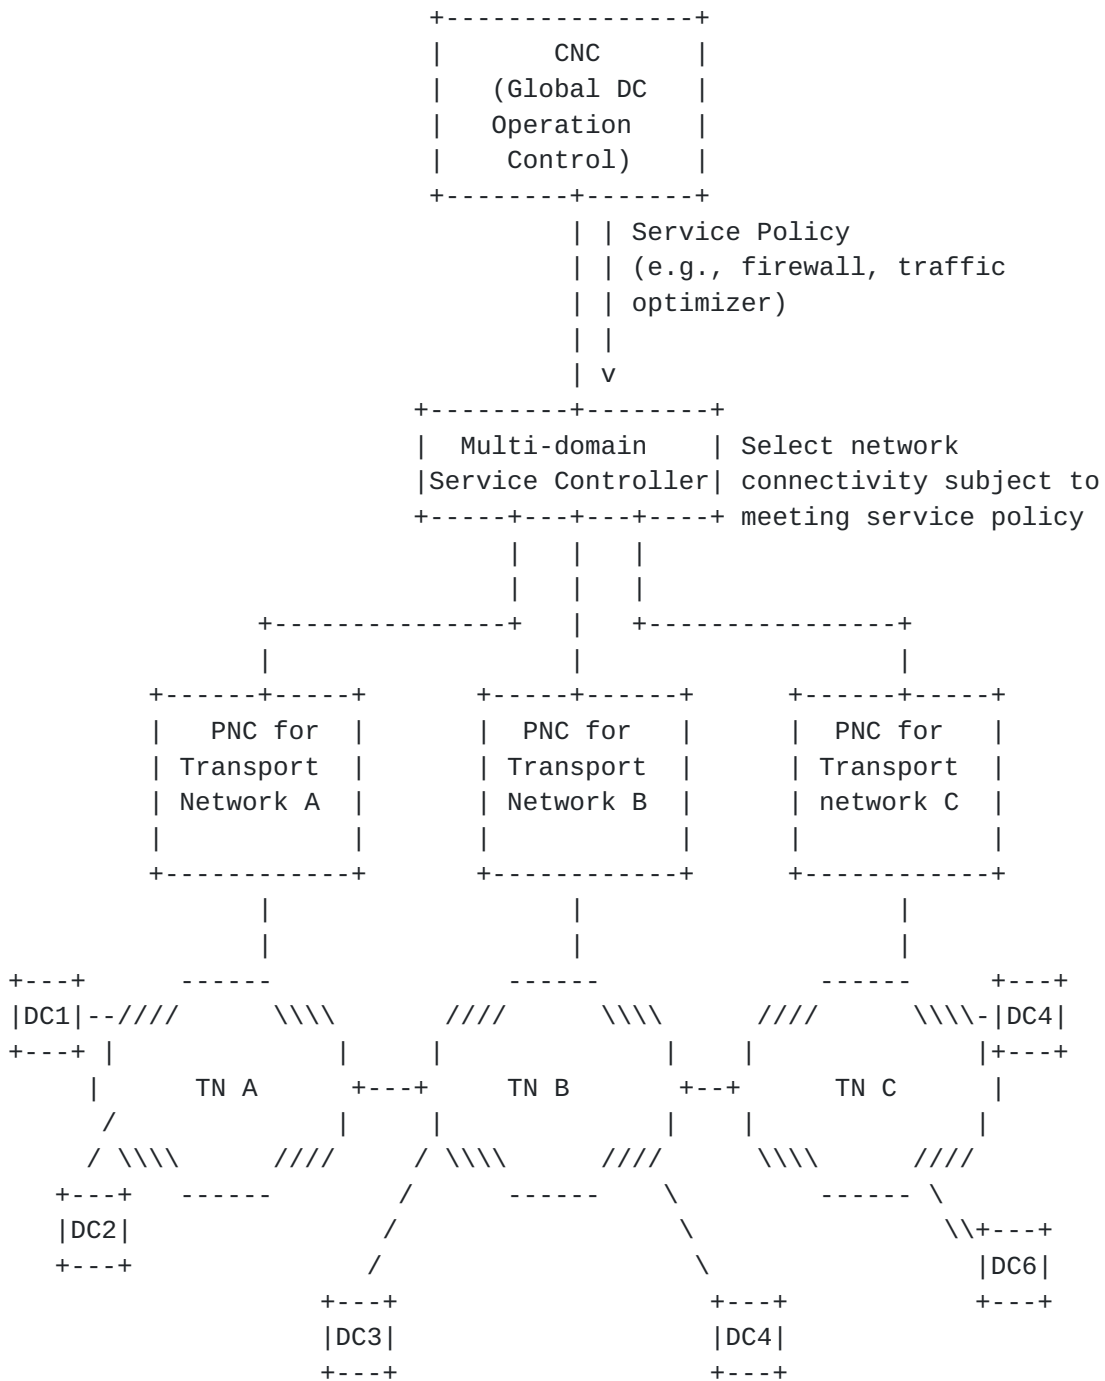 CNC
(Global DC
Operation
Control)
Service Policy
(e.g., firewall, traffic
optimizer)
v
Multi-domain
Service Controller
Select network
connectivity subject to
meeting service policy
PNC for
Transport
Network A
PNC for
Transport
Network B
PNC for
Transport
network C
DC1
DC4
TN A
TN B
TN C
DC2
DC6
DC3
DC4